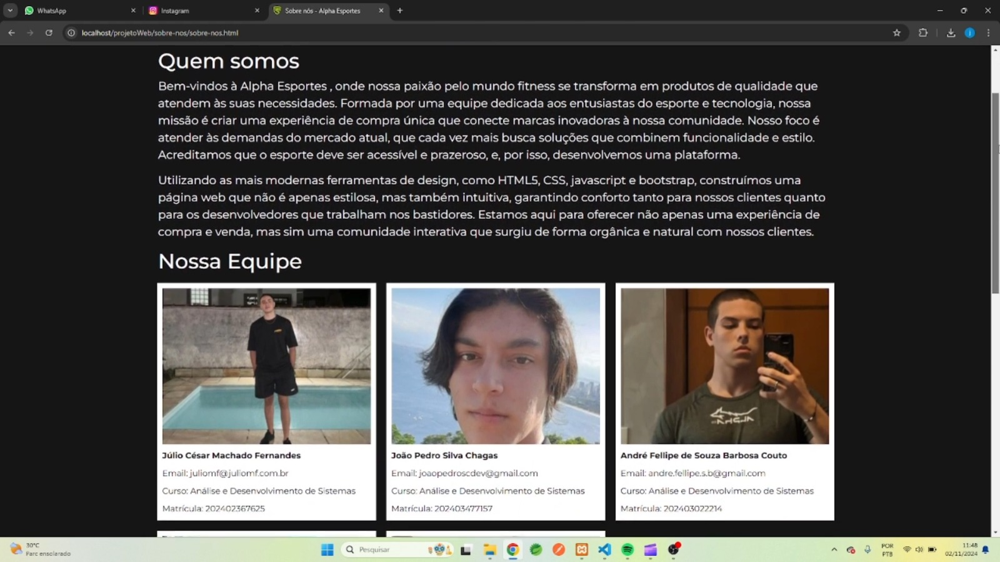 WhatsApp
Instagram
Sobre nós - Alpha Esportes
localhost/projetoWeb/sobre-nos/sobre-nos.html
Quem somos
Bem-vindos à Alpha Esportes , onde nossa paixão pelo mundo fitness se transforma em produtos de qualidade que
atendem às suas necessidades. Formada por uma equipe dedicada aos entusiastas do esporte e tecnologia, nossa
missão é criar uma experiência de compra única que conecte marcas inovadoras à nossa comunidade. Nosso foco é
atender às demandas do mercado atual, que cada vez mais busca soluções que combinem funcionalidade e estilo.
Acreditamos que o esporte deve ser acessível e prazeroso, e, por isso, desenvolvemos uma plataforma.
Utilizando as mais modernas ferramentas de design, como HTML5, CSS, javascript e bootstrap, construímos uma
página web que não é apenas estilosa, mas também intuitiva, garantindo conforto tanto para nossos clientes quanto
para os desenvolvedores que trabalham nos bastidores. Estamos aqui para oferecer não apenas uma experiência de
compra e venda, mas sim uma comunidade interativa que surgiu de forma orgânica e natural com nossos clientes.
Nossa Equipe
Júlio César Machado Fernandes
Email: juliomf@juliomf.com.br
Curso: Análise e Desenvolvimento de Sistemas
Matrícula: 202402367625
João Pedro Silva Chagas
Email: joaopedroscdev@gmail.com
Curso: Análise e Desenvolvimento de Sistemas
Matrícula: 202403477157
André Fellipe de Souza Barbosa Couto
Email: andre.fellipe.s.b@gmail.com
Curso: Análise e Desenvolvimento de Sistemas
Matrícula: 202403022214
30°C
Parc ensolarado
Pesquisar
POR
PTB
11:48
02/11/2024